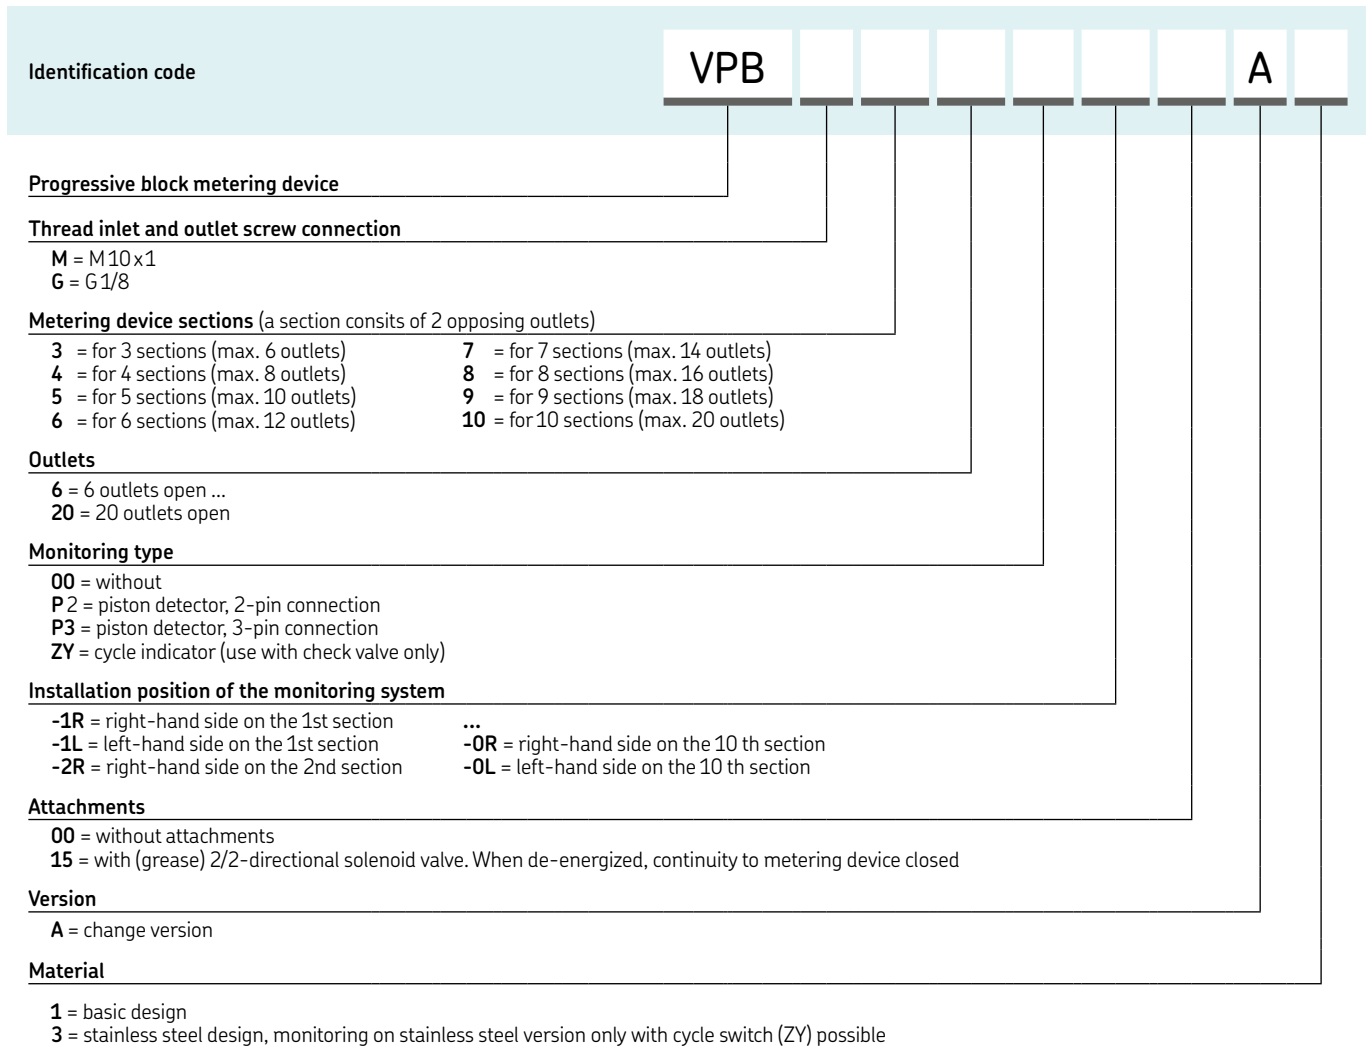 Identification code
VPB A
Progressive block metering device
Thread inlet and outlet screw connection
M = M 10 x 1
G = G 1/8
Metering device sections (a section consits of 2 opposing outlets)
3 = for 3 sections (max. 6 outlets)
4 = for 4 sections (max. 8 outlets)
5 = for 5 sections (max. 10 outlets)
6 = for 6 sections (max. 12 outlets)
7 = for 7 sections (max. 14 outlets)
8 = for 8 sections (max. 16 outlets)
9 = for 9 sections (max. 18 outlets)
10 = for 10 sections (max. 20 outlets)
Outlets
6 = 6 outlets open ...
20 = 20 outlets open
Monitoring type
00 = without
P 2 = piston detector, 2-pin connection
P3 = piston detector, 3-pin connection
ZY = cycle indicator (use with check valve only)
Installation position of the monitoring system
-1R = right-hand side on the 1st section
-1L = left-hand side on the 1st section
-2R = right-hand side on the 2nd section
...
-0R = right-hand side on the 10 th section
-0L = left-hand side on the 10 th section
Attachments
00 = without attachments
15 = with (grease) 2/2-directional solenoid valve. When de-energized, continuity to metering device closed
Version
A = change version
Material
1 = basic design
3 = stainless steel design, monitoring on stainless steel version only with cycle switch (ZY) possible